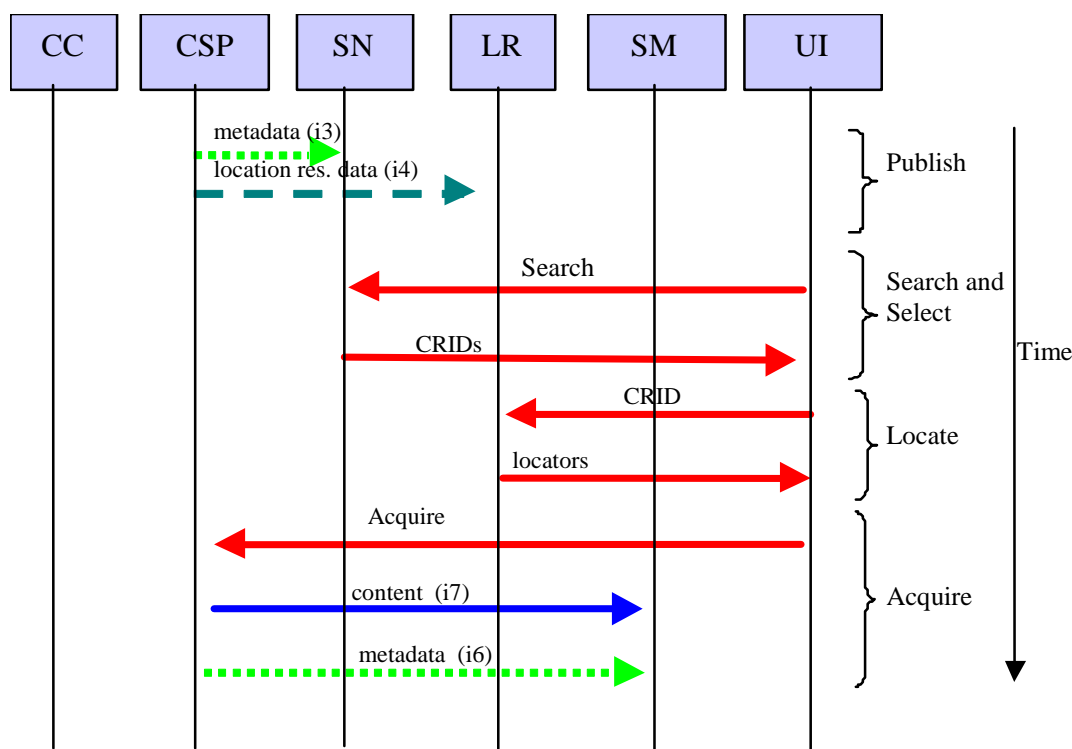 CC CSP SN LR SM UI
metadata (i3)
location res. data (i4)
Publish
Search
Search and
Select
CRIDs
Time
CRID
Locate
locators
Acquire
content (i7)
Acquire
metadada (i6)